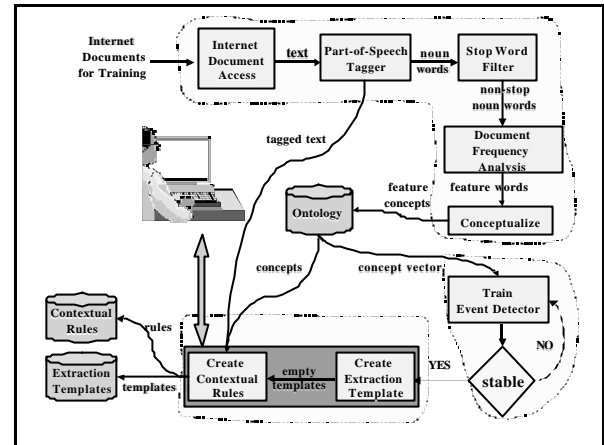 Internet
Documents
for Training
Internet
Document
Access
text
Part-of-Speech
Tagger
noun
words
Stop Word
Filter
non-stop
noun words
tagged text
Document
Frequency
Analysis
feature words
feature
concepts
Conceptualize
Ontology
concepts
concept vector
Train
Event Detector
NO
stable
YES
Contextual
Rules
rules
Extraction
Templates
templates
Create
Contextual
Rules
empty
templates
Create
Extraction
Template